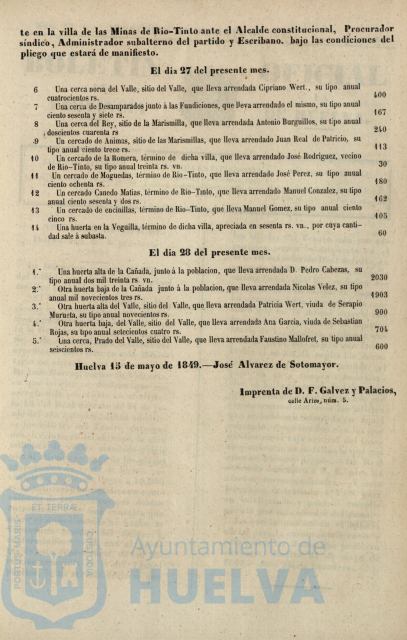 te en la villa de las Minas de Rio-Tinto ante el Alcalde constitucional, Procurador
síndico, Administrador subalterno del partido y Escribano. bajo las condiciones del
pliego que estará de manifiesto.
El dia 27 del presente mes.
6 Una cerca nona del Valle, sitio del Valle, que lleva arrendada Cipriano Wert., su tipo anual
cuatrocientos rs. 400
7 Una cerca de Desamparados junto á las Fundiciones, que lleva arrendado el mismo, su tipo anual
ciento sesenta y siete rs. 167
8 Una cerca del Rey, sitio de la Marismilla, que lleva arrendada Antonio Burguillos, su tipo anual
doscientos cuarenta rs 240
9 Un cercado de Animas, sitio de las Marismillas, que lleva arrendado Juan Real de Patricio, su
tipo anual ciento trece rs. 113
10 Un cercado de la Romera, término de dicha villa, que lleva arrendado José Rodriguez, vecino
de Rio-Tinto, su tipo anual treinta rs. vn. 30
11 Un cercado de Moguedas, término de Rio-Tinto, que lleva arrendado José Perez, su tipo anual
ciento ochenta rs. 180
12 Un cercado Canedo Matias, término de Rio-Tinto, que lleva arrendado Manuel Conzalez, su tipo
anual ciento sesenta y dos rs. 162
13 Un cercado de encinillas, término de Rio-Tinto, que lleva Manuel Gomez, su tipo anual ciento
cinco rs. 105
14 Una huerta en la Veguilla, término de dicha villa, apreciada en sesenta rs. vn., por cuya canti-
dad sale á subasta. 60
El dia 28 del presente mes.
1.ª Una huerta alta de la Cañada, junto á la poblacion, que lleva arrendada D. Pedro Cabezas, su
tipo anual dos mil treinta rs vn. 2030
2.ª Otra huerta baja de la Cañada junto á la poblacion, que lleva arrendada Nicolas Velez, su tipo
anual mil novecientos tres rs. 1903
3.ª Otra huerta alta del Valle, sitio del Valle, que lleva arrendada Patricia Wert, viuda de Serapio
Murueta, su tipo anual novecientos rs. 900
4.ª Otra huerta baja, del Valle, sitio del Valle, que lleva arrendada Ana Garcia, viuda de Sebastian
Rojas, su tipo anual setecientos cuatro rs. 704
5.ª Una cerca, Prado del Valle, sitio del Valle, que lleva arrendada Faustino Mallofret, su tipo anual
seiscientos rs. 600
Huelva 15 de mayo de 1849.—José Alvarez de Sotomayor.
Imprenta de D. F. Galvez y Palacios,
calle Arios, núm. 5.
ET TERRÆ
PORTUS MARIS
CUSTODIA
Ayuntamiento de
HUELVA